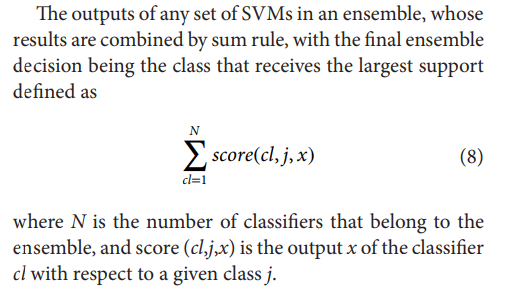 The outputs of any set of SVMs in an ensemble, whose
results are combined by sum rule, with the final ensemble
decision being the class that receives the largest support
defined as
N
∑ score(cl, j, x) (8)
cl=1
where N is the number of classifiers that belong to the
ensemble, and score (cl,j,x) is the output x of the classifier
cl with respect to a given class j.